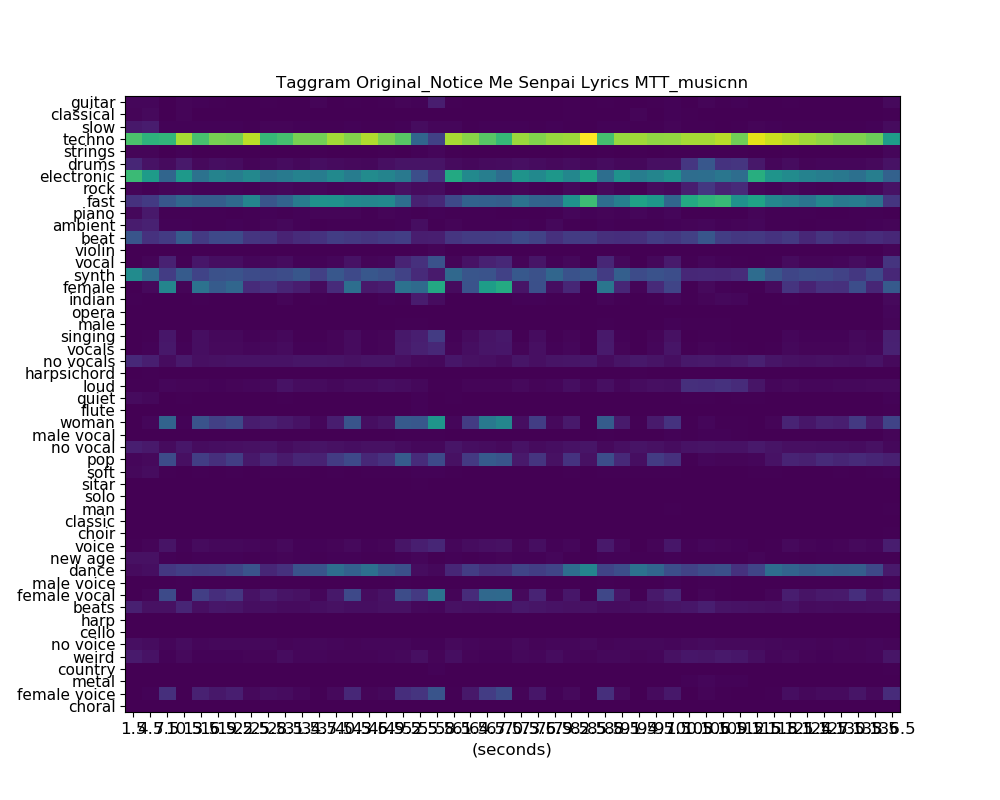 Taggram Original_Notice Me Senpai Lyrics MTT_musicnn
guitar
classical
slow
techno
strings
drums
electronic
rock
fast
piano
ambient
beat
violin
vocal
synth
female
indian
opera
male
singing
vocals
no vocals
harpsichord
loud
quiet
flute
woman
male vocal
no vocal
pop
soft
sitar
solo
man
classic
choir
voice
new age
dance
male voice
female vocal
beats
harp
cello
no voice
weird
country
metal
female voice
choral
(seconds)